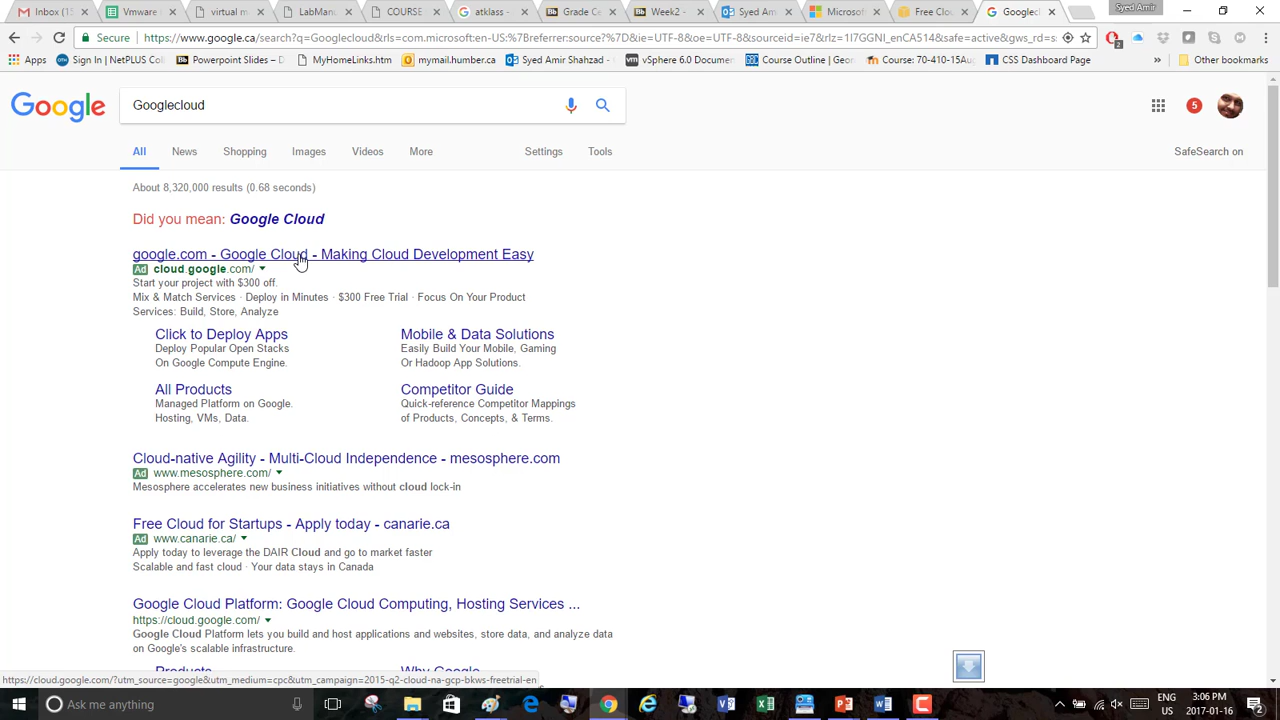 Inbox (15
Vmware
virtual m
LabManu
COURSE
atklass -
Grade Ce
Week2 -
Syed Am
Microsof
Free Clou
Googlecl
Syed Amir
Secure https://www.google.ca/search?q=Googlecloud&rls=com.microsoft:en-US:%7Breferrer:source?%7D&ie=UTF-8&oe=UTF-8&sourceid=ie7&rlz=1I7GGNI_enCA514&safe=active&gws_rd=s:
Apps Sign In | NetPLUS Co Powerpoint Slides – D MyHomeLinks.htm mymail.humber.ca Syed Amir Shahzad - vSphere 6.0 Documen Course Outline | Geor Course: 70-410-15Aug CSS Dashboard Page » Other bookmarks
Google
Googlecloud
5
All News Shopping Images Videos More Settings Tools SafeSearch on
About 8,320,000 results (0.68 seconds)
Did you mean: Google Cloud
google.com - Google Cloud - Making Cloud Development Easy
Ad cloud.google.com/
Start your project with $300 off.
Mix & Match Services · Deploy in Minutes · $300 Free Trial · Focus On Your Product
Services: Build, Store, Analyze
Click to Deploy Apps
Deploy Popular Open Stacks
On Google Compute Engine.
Mobile & Data Solutions
Easily Build Your Mobile, Gaming
Or Hadoop App Solutions.
All Products
Managed Platform on Google.
Hosting, VMs, Data.
Competitor Guide
Quick-reference Competitor Mappings
of Products, Concepts, & Terms.
Cloud-native Agility - Multi-Cloud Independence - mesosphere.com
Ad www.mesosphere.com/
Mesosphere accelerates new business initiatives without cloud lock-in
Free Cloud for Startups - Apply today - canarie.ca
Ad www.canarie.ca/
Apply today to leverage the DAIR Cloud and go to market faster
Scalable and fast cloud · Your data stays in Canada
Google Cloud Platform: Google Cloud Computing, Hosting Services ...
https://cloud.google.com/
Google Cloud Platform lets you build and host applications and websites, store data, and analyze data
on Google's scalable infrastructure.
Products Why Google
https://cloud.google.com/?utm_source=google&utm_medium=cpc&utm_campaign=2015-q2-cloud-na-gcp-bkws-freetrial-en
Ask me anything
ENG 3:06 PM
US 2017-01-16
2